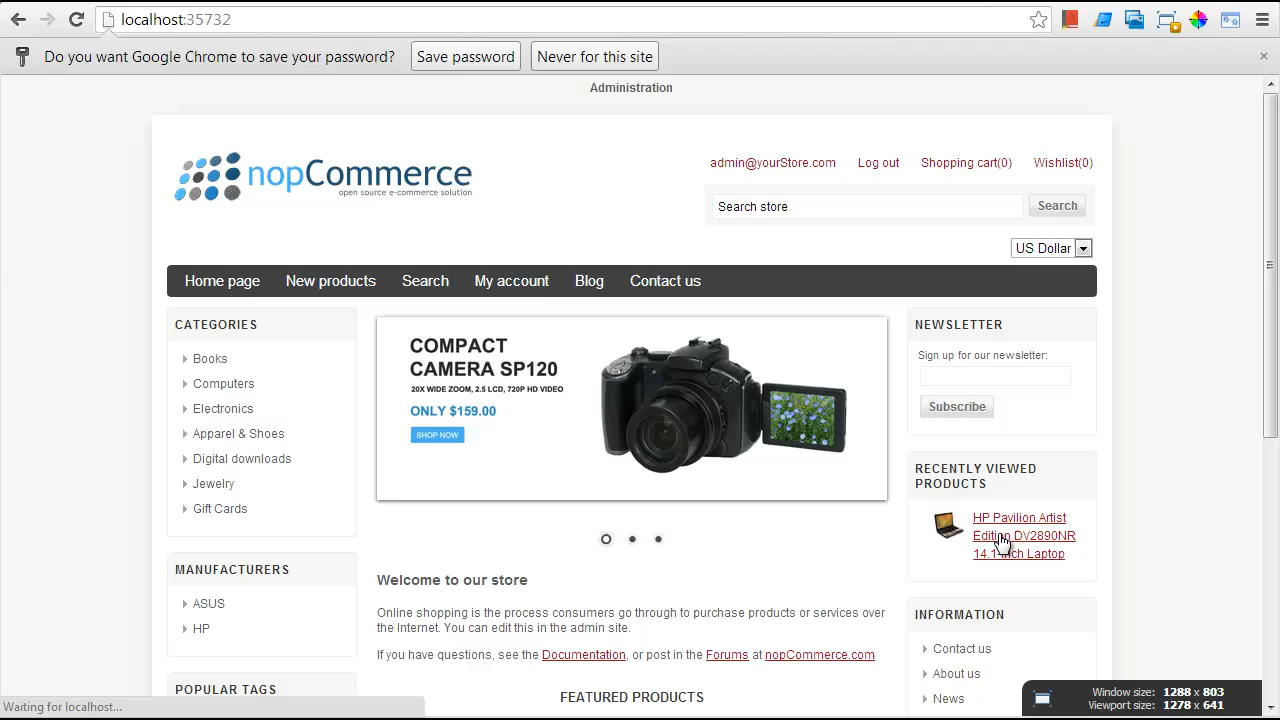 localhost:35732
Do you want Google Chrome to save your password? Save password Never for this site
Administration
nopCommerce
open source e-commerce solution
admin@yourStore.com Log out Shopping cart(0) Wishlist(0)
Search store Search
US Dollar
Home page New products Search My account Blog Contact us
CATEGORIES
Books
Computers
Electronics
Apparel & Shoes
Digital downloads
Jewelry
Gift Cards
MANUFACTURERS
ASUS
HP
POPULAR TAGS
COMPACT
CAMERA SP120
20X WIDE ZOOM, 2.5 LCD, 720P HD VIDEO
ONLY $159.00
SHOP NOW
Welcome to our store
Online shopping is the process consumers go through to purchase products or services over
the Internet. You can edit this in the admin site.
If you have questions, see the Documentation, or post in the Forums at nopCommerce.com
FEATURED PRODUCTS
NEWSLETTER
Sign up for our newsletter:
Subscribe
RECENTLY VIEWED
PRODUCTS
HP Pavilion Artist
Edition DV2890NR
14.1-inch Laptop
INFORMATION
Contact us
About us
News
Waiting for localhost...
Window size: 1288 x 803
Viewport size: 1278 x 641